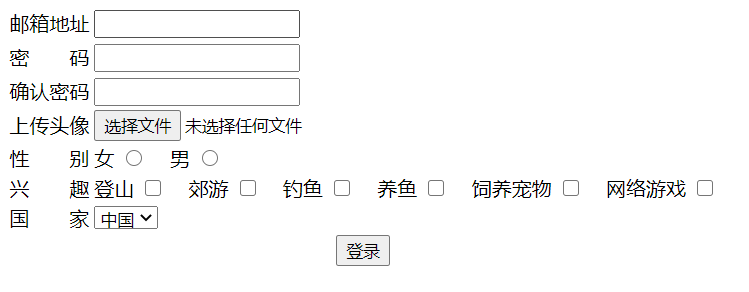 邮箱地址
密 码
确认密码
上传头像 选择文件 未选择任何文件
性 别 女 男
兴 趣 登山 郊游 钓鱼 养鱼 饲养宠物 网络游戏
国 家 中国
登录